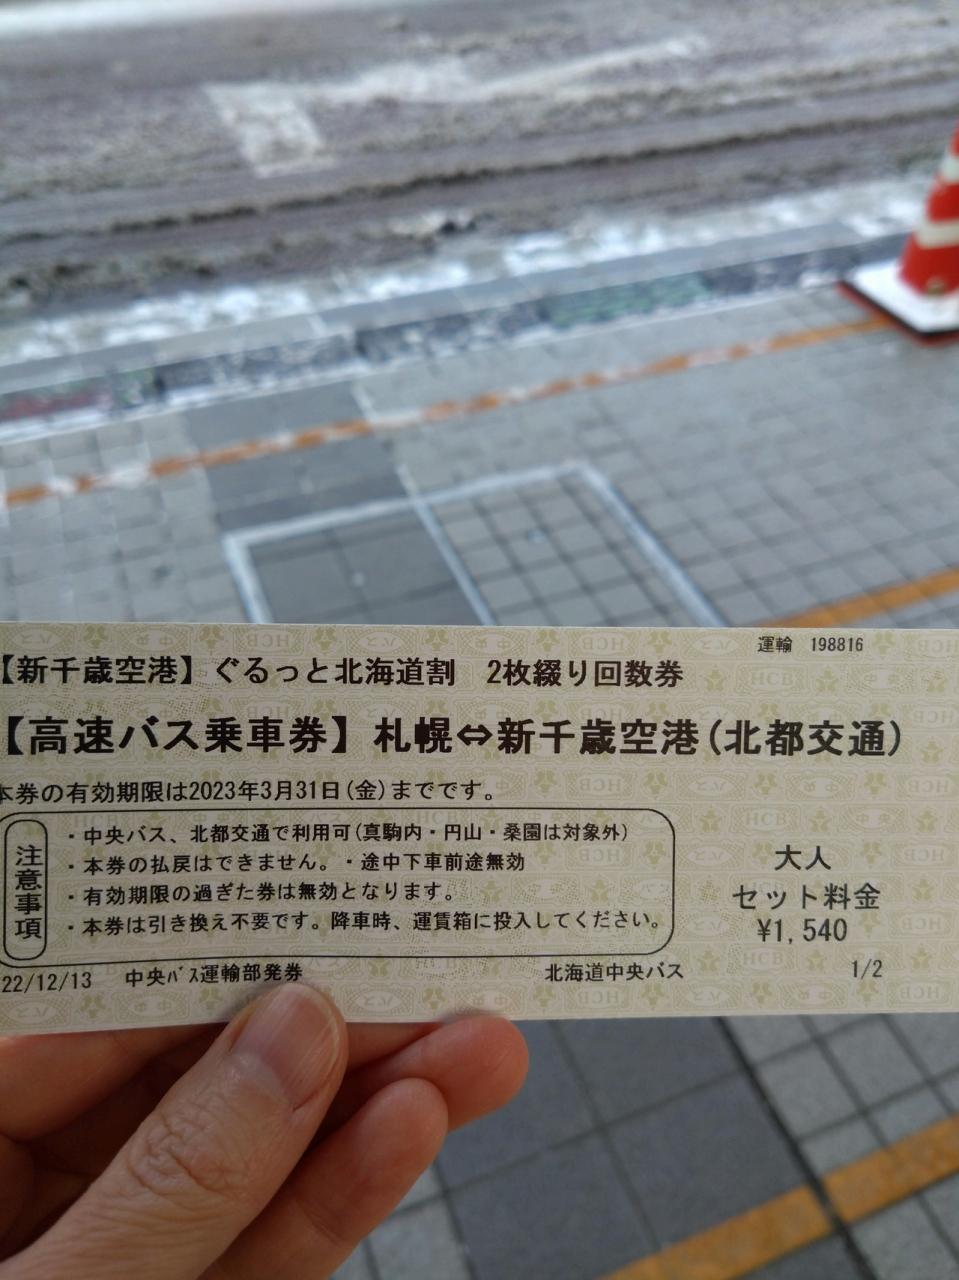 運輸 198816
【新千歳空港】ぐるっと北海道割 2枚綴り回数券
【高速バス乗車券】札幌⇔新千歳空港(北都交通)
本券の有効期限は2023年3月31日(金)までです。
注意事項
・中央バス、北都交通で利用可(真駒内・円山・桑園は対象外)
・本券の払戻はできません。・途中下車前途無効
・有効期限の過ぎた券は無効となります。
・本券は引き換え不要です。降車時、運賃箱に投入してください。
大人
セット料金
¥1,540
22/12/13 中央バス運輸部発券 北海道中央バス 1/2